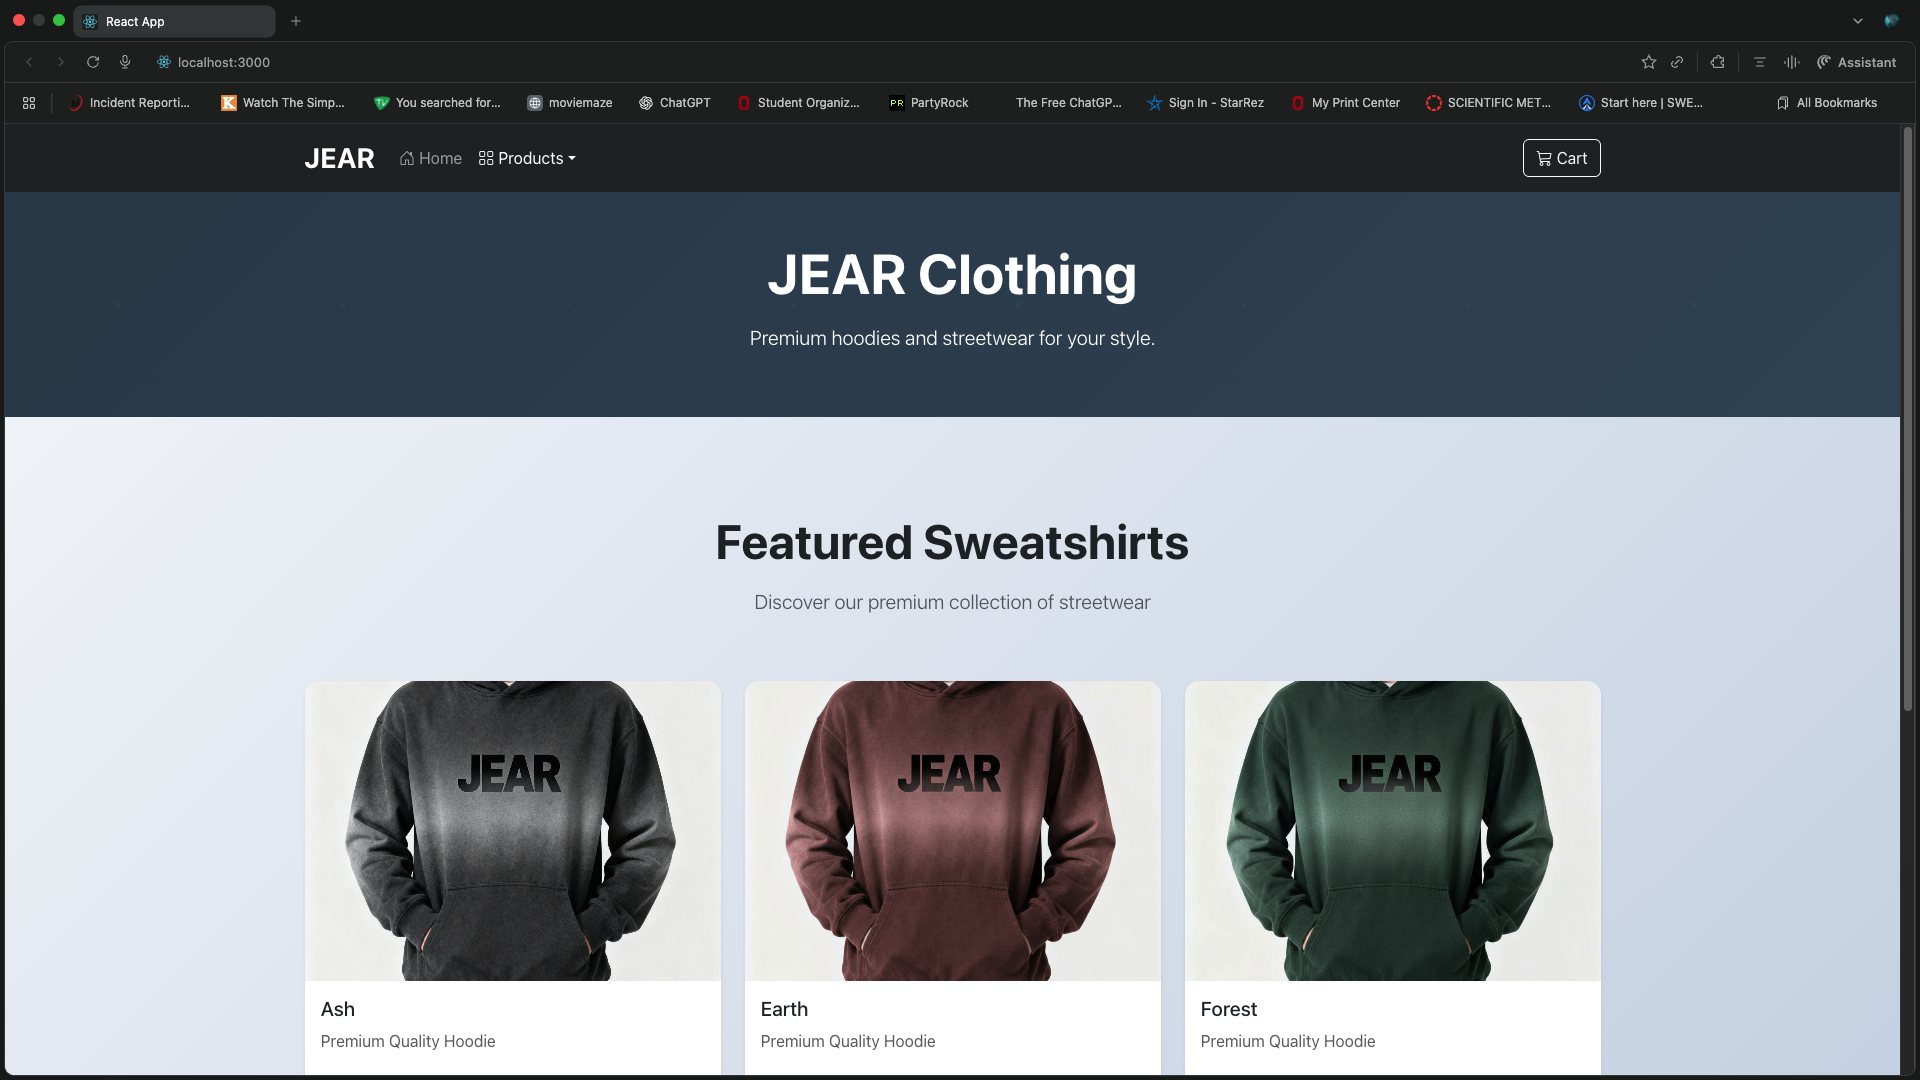 React App
localhost:3000
Assistant
Incident Reporti...
Watch The Simp...
You searched for...
moviemaze
ChatGPT
Student Organiz...
PR PartyRock
The Free ChatGP...
Sign In - StarRez
My Print Center
SCIENTIFIC MET...
Start here | SWE...
All Bookmarks
JEAR
Home
Products
Cart
JEAR Clothing
Premium hoodies and streetwear for your style.
Featured Sweatshirts
Discover our premium collection of streetwear
JEAR
JEAR
JEAR
Ash
Earth
Forest
Premium Quality Hoodie
Premium Quality Hoodie
Premium Quality Hoodie